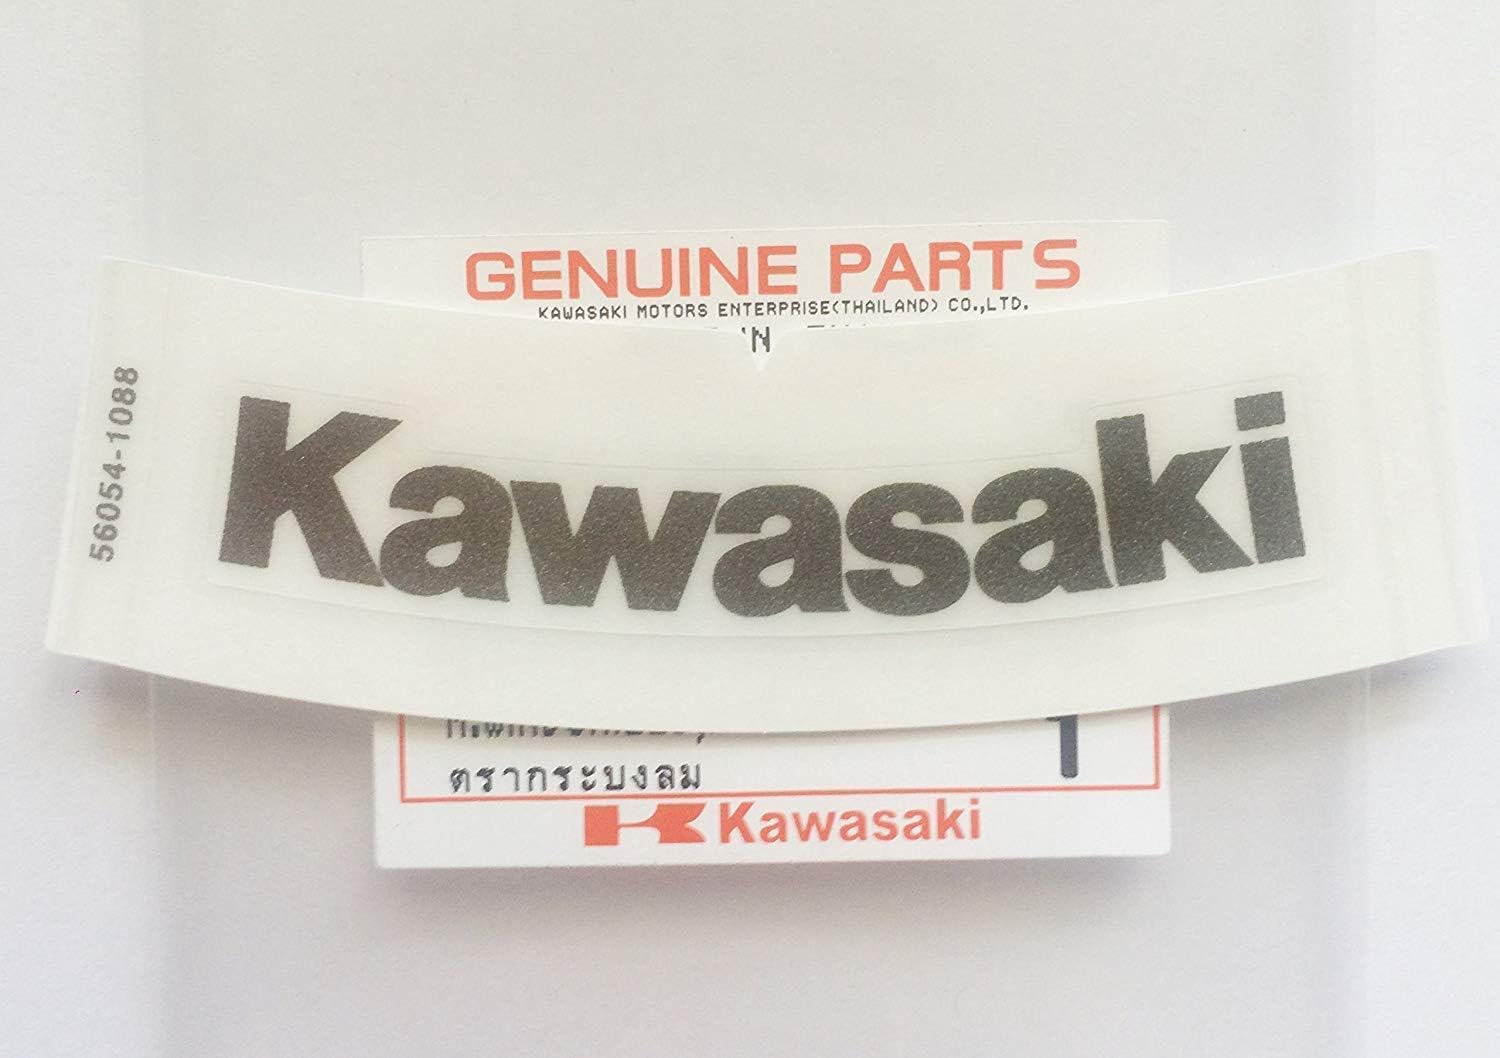 GENUINE PARTS
KAWASAKI MOTORS ENTERPRISE(THAILAND) CO.,LTD.
56054-1088
Kawasaki
1
ตรากระบังลม
Kawasaki